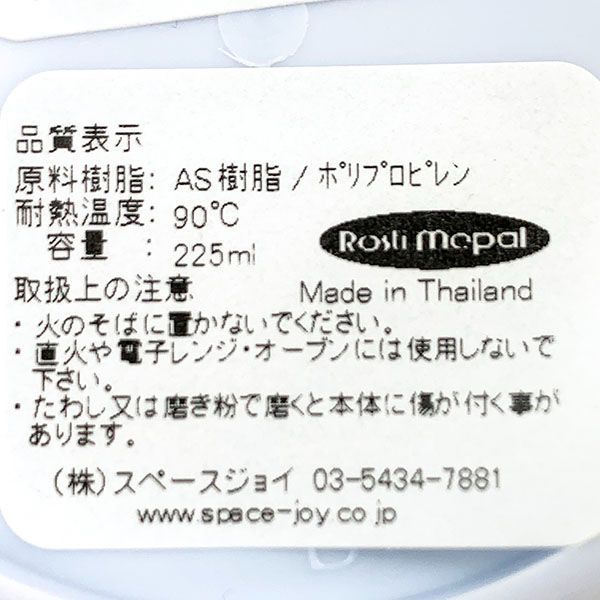 品質表示
原料樹脂: AS樹脂 / ポリプロピレン
耐熱温度: 90℃
容量 : 225ml
Rosti mepal
取扱上の注意 Made in Thailand
・火のそばに置かないでください。
・直火や電子レンジ・オーブンには使用しないで
下さい。
・たわし又は磨き粉で磨くと本体に傷が付く事が
あります。
(株)スペースジョイ 03-5434-7881
www.space-joy.co.jp